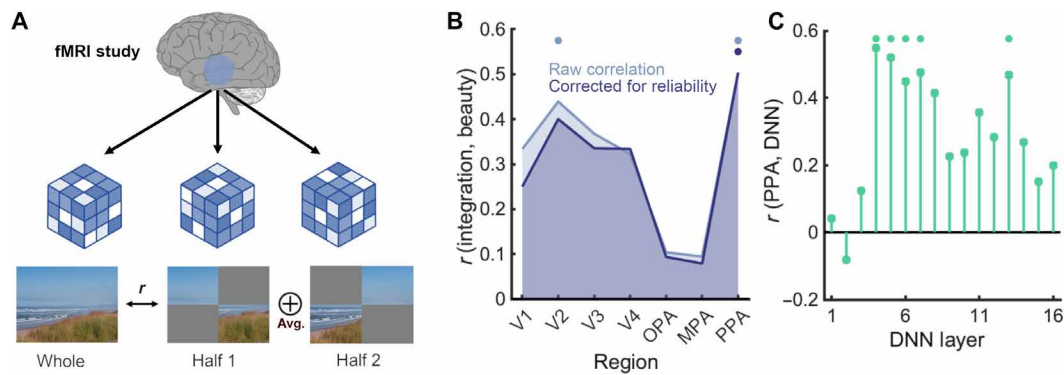 A
fMRI study
r
Avg.
Whole
Half 1
Half 2
B
r (integration, beauty)
0.6
0.5
0.4
0.3
0.2
0.1
0
Raw correlation
Corrected for reliability
V1
V2
V3
V4
OPA
MPA
PPA
Region
C
r (PPA, DNN)
0.6
0.4
0.2
0
−0.2
1
6
11
16
DNN layer